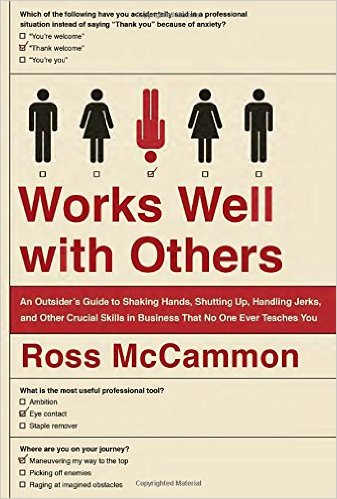 Which of the following have you accidentally said in a professional
situation instead of saying "Thank you" because of anxiety?
"You're welcome"
"Thank welcome"
"You're you"
Works Well
with Others
An Outsider's Guide to Shaking Hands, Shutting Up, Handling Jerks,
and Other Crucial Skills in Business That No One Ever Teaches You
Ross McCammon
What is the most useful professional tool?
Ambition
Eye contact
Staple remover
Where are you on your journey?
Maneuvering my way to the top
Picking off enemies
Raging at imagined obstacles
Copyrighted Material
Copyrighted Material